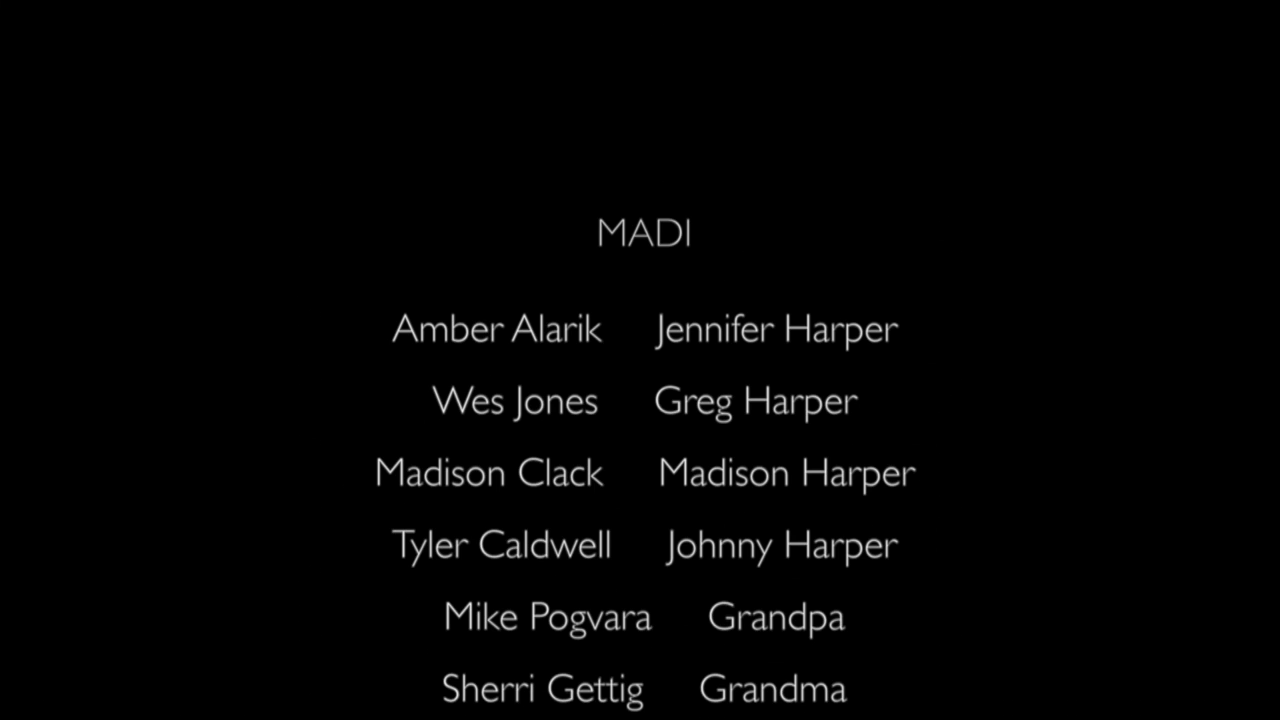 MADI
Amber Alarik Jennifer Harper
Wes Jones Greg Harper
Madison Clack Madison Harper
Tyler Caldwell Johnny Harper
Mike Pogvara Grandpa
Sherri Gettig Grandma